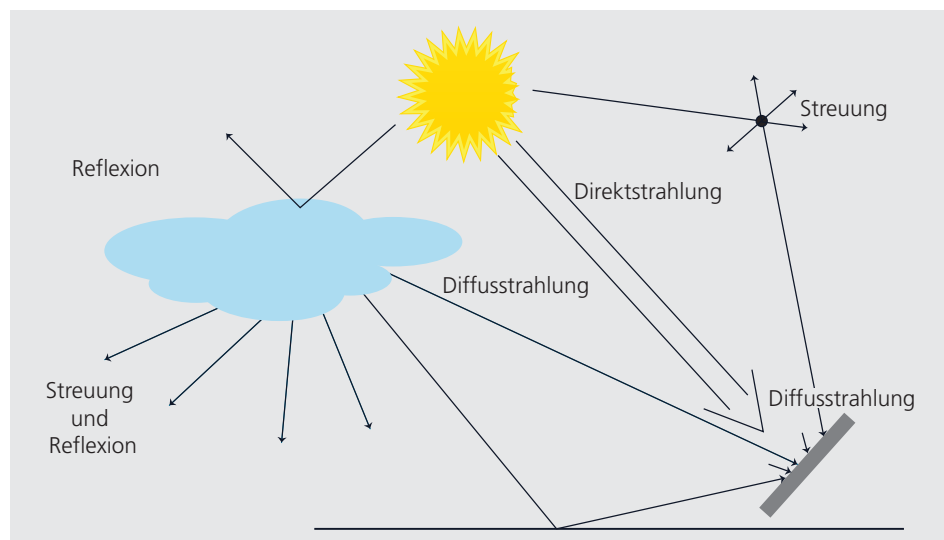 Streuung
Reflexion
Direktstrahlung
Diffusstrahlung
Diffusstrahlung
Streuung
und
Reflexion